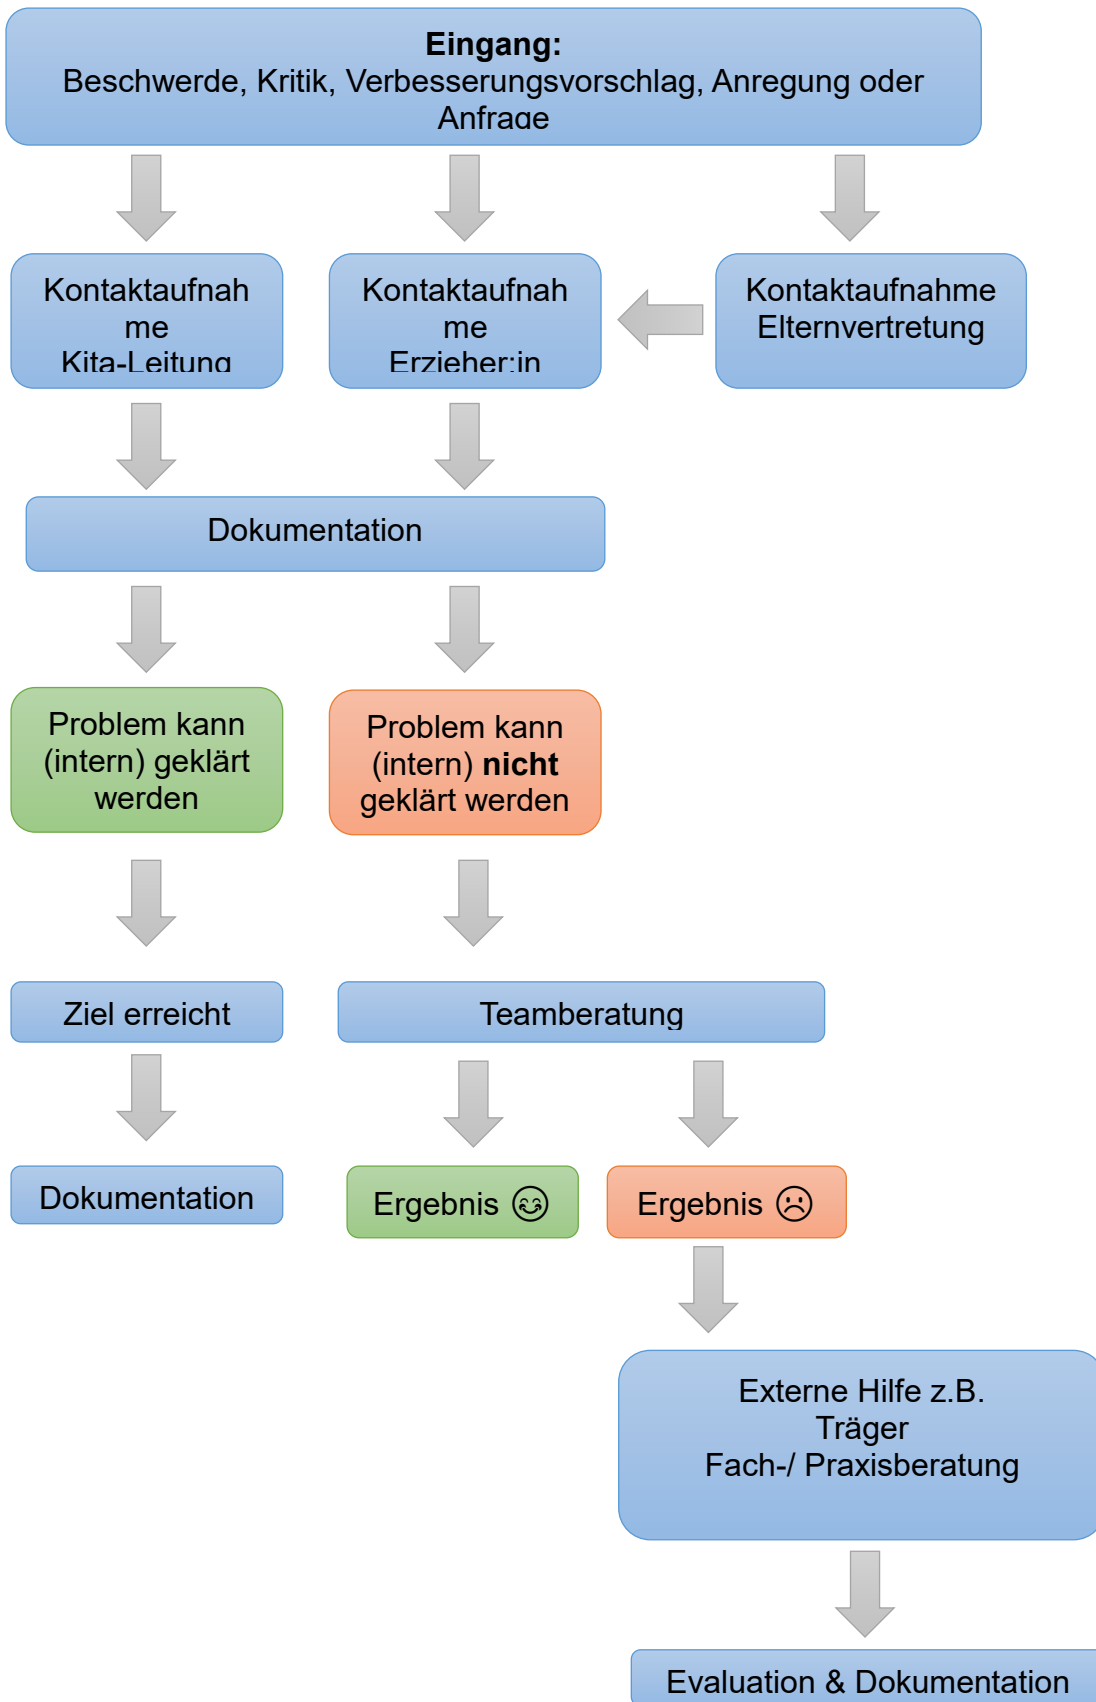 Eingang:
Beschwerde, Kritik, Verbesserungsvorschlag, Anregung oder
Anfrage
Kontaktaufnah
me
Kita-Leitung
Kontaktaufnah
me
Erzieher:in
Kontaktaufnahme
Elternvertretung
Dokumentation
Problem kann
(intern) geklärt
werden
Problem kann
(intern) nicht
geklärt werden
Ziel erreicht
Teamberatung
Dokumentation
Ergebnis 😊
Ergebnis ☹
Externe Hilfe z.B.
Träger
Fach-/ Praxisberatung
Evaluation & Dokumentation